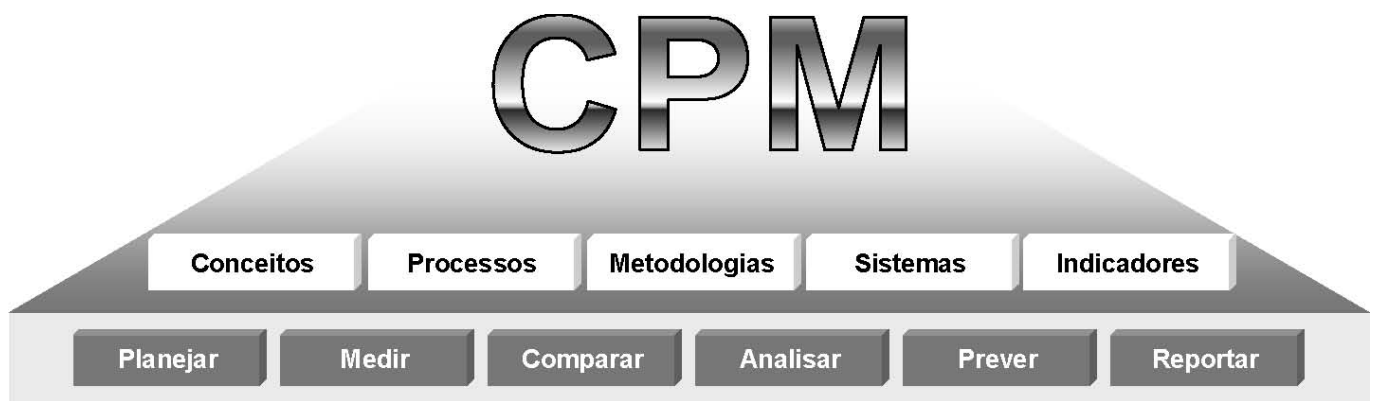 CPM
Conceitos Processos Metodologias Sistemas Indicadores
Planejar Medir Comparar Analisar Prever Reportar